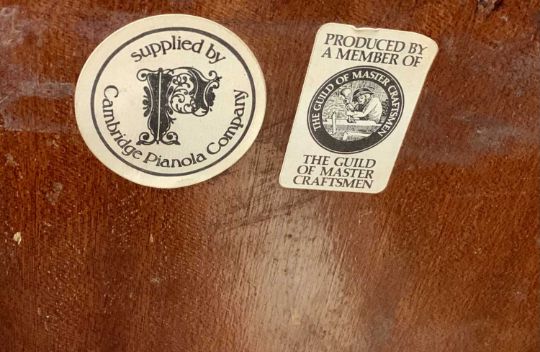 supplied by
P
Cambridge Pianola Company
PRODUCED BY
A MEMBER OF
THE GUILD OF MASTER CRAFTSMEN
THE GUILD
OF MASTER
CRAFTSMEN